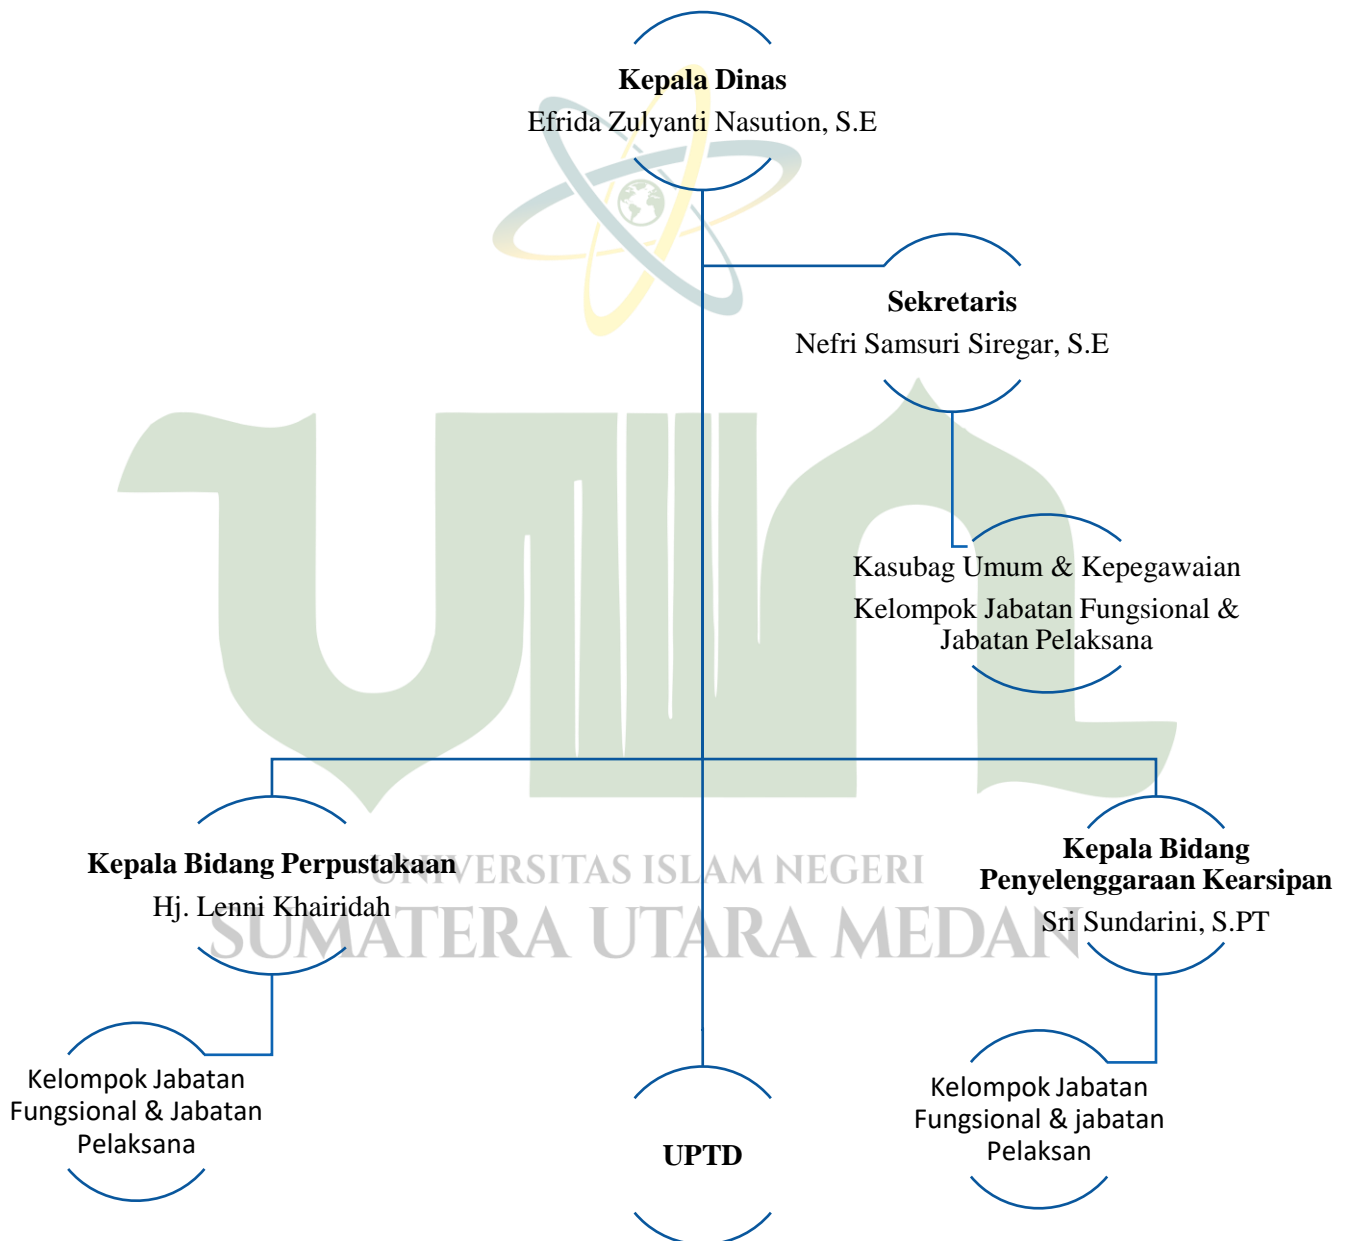 Kepala Dinas
Efrida Zulyanti Nasution, S.E
Sekretaris
Nefri Samsuri Siregar, S.E
Kasubag Umum & Kepegawaian
Kelompok Jabatan Fungsional &
Jabatan Pelaksana
Kepala Bidang Perpustakaan
Hj. Lenni Khairidah
Kepala Bidang
Penyelenggaraan Kearsipan
Sri Sundarini, S.PT
UNIVERSITAS ISLAM NEGERI
SUMATERA UTARA MEDAN
Kelompok Jabatan
Fungsional & Jabatan
Pelaksana
UPTD
Kelompok Jabatan
Fungsional & jabatan
Pelaksan